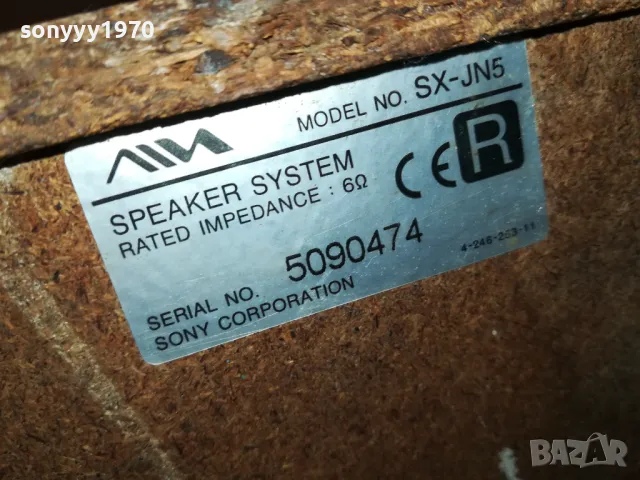 sonyyy1970
AIWA
MODEL NO. SX-JN5
SPEAKER SYSTEM
RATED IMPEDANCE : 6Ω
CE R
SERIAL NO. 5090474
4-246-263-11
SONY CORPORATION
BAZAR
sonyyy1970